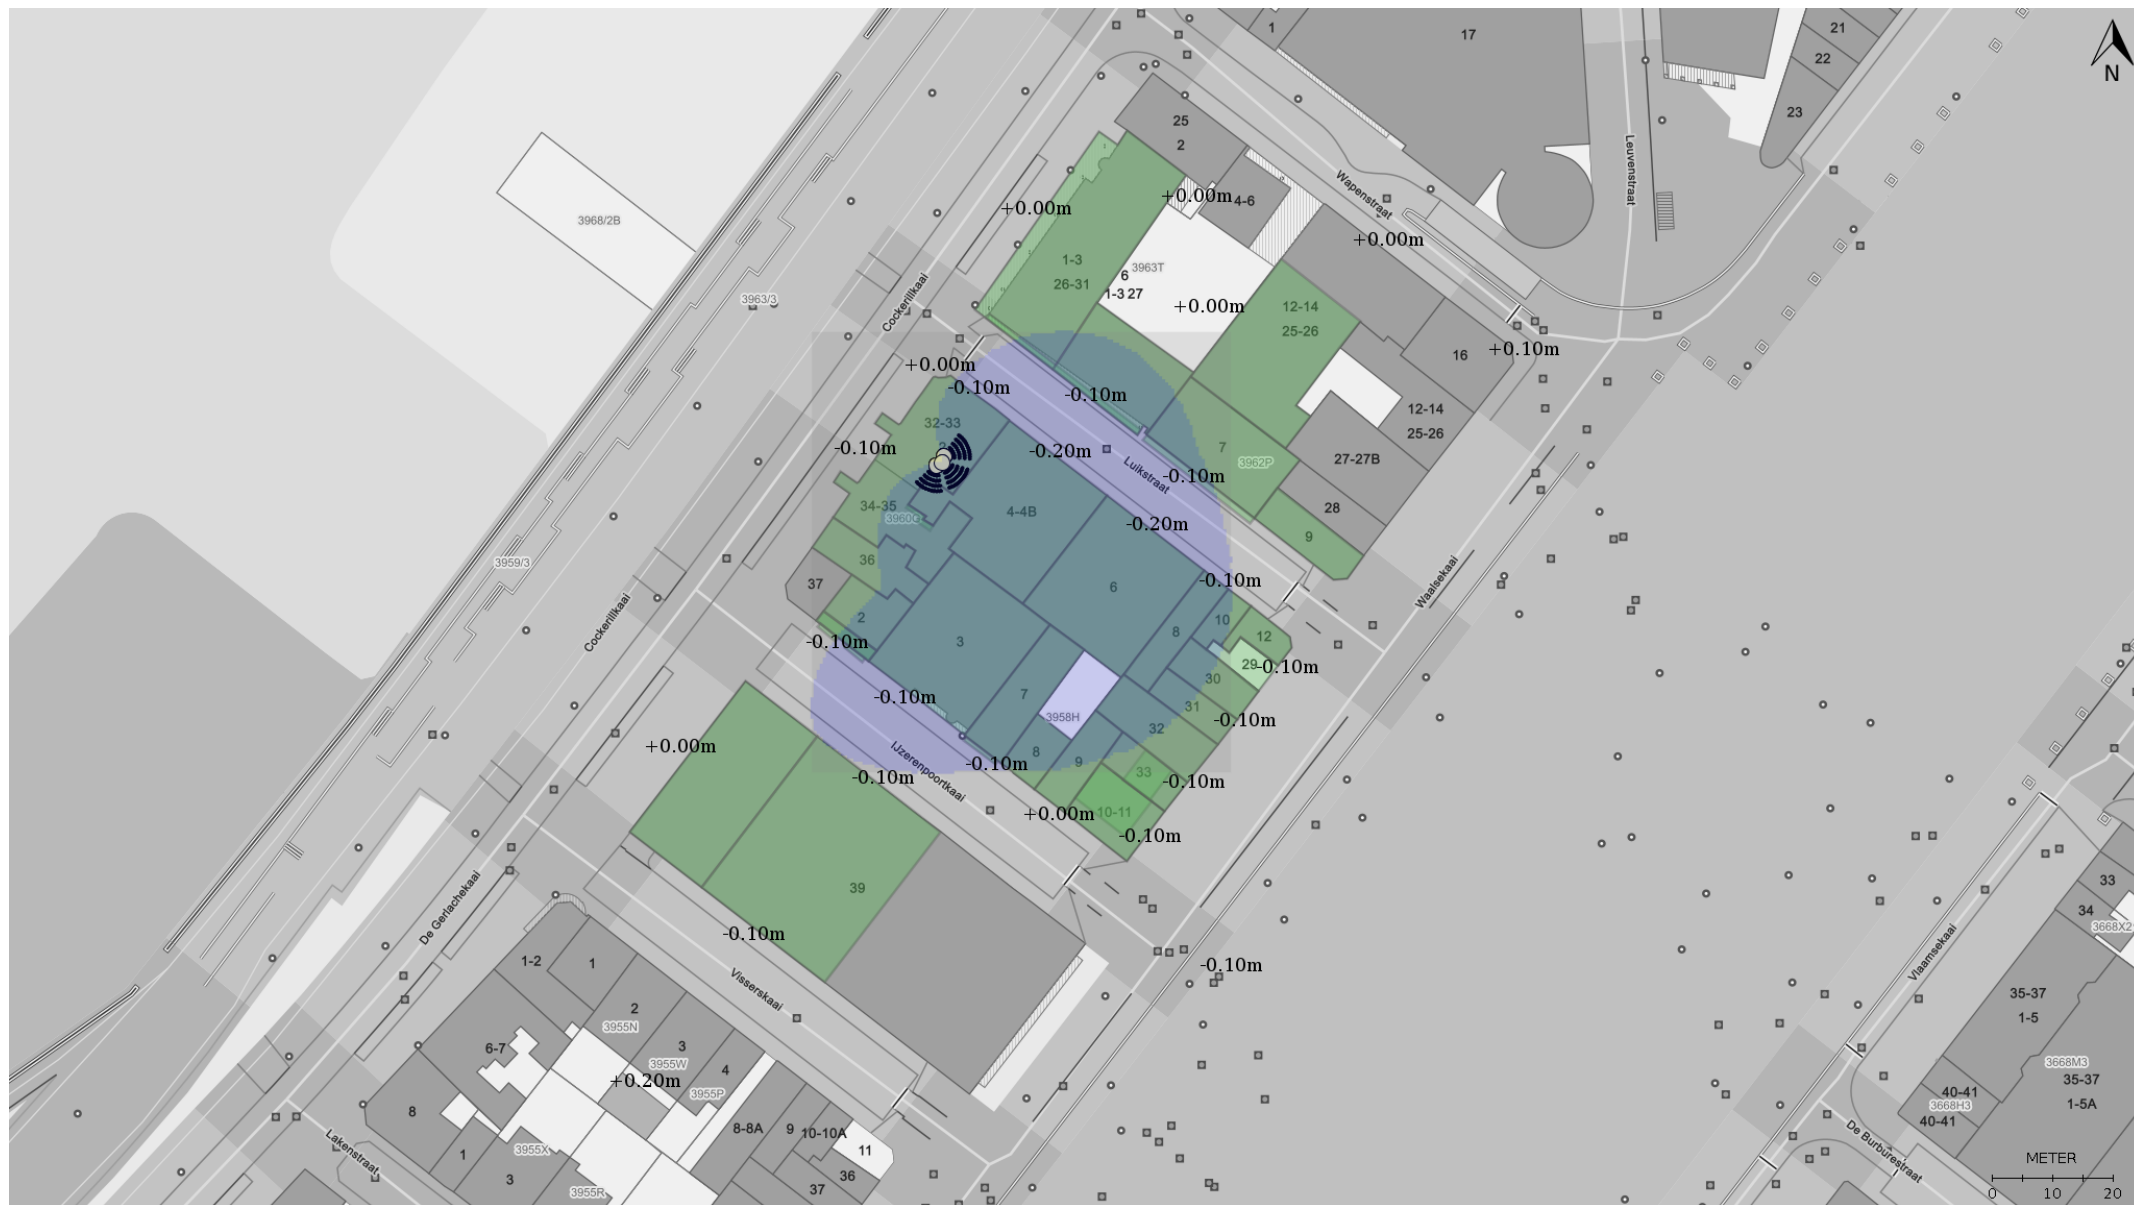 1
17
21
22
23
N
25
2
4-6
Wapenstraat
Leuvenstraat
3968/2B
+0.00m
+0.00m
+0.00m
1-3
26-31
6
3963T
1-3 27
+0.00m
12-14
25-26
3963/3
Cockerillkaai
+0.10m
16
+0.00m
-0.10m
-0.10m
12-14
25-26
32-33
2
-0.10m
-0.20m
7
3962P
27-27B
Luikstraat
-0.10m
34-35
3960G
4-4B
-0.20m
28
9
3959/3
36
37
6
-0.10m
Waalsekaai
Cockerillkaai
2
-0.10m
3
8
10
12
29
-0.10m
30
-0.10m
7
3958H
31
-0.10m
32
+0.00m
IJzerenpoortkaai
-0.10m
-0.10m
8
9
33
-0.10m
+0.00m
10-11
-0.10m
39
De Gerlachekaai
-0.10m
-0.10m
Visserskaai
33
34
3668X2
Vlaamsekaai
35-37
1-5
1-2
1
2
3955N
3
3955W
6-7
4
3955P
+0.20m
8
8-8A
9
10-10A
11
36
37
1
3955X
3
3955R
Lakenstraat
3668M3
35-37
1-5A
40-41
3668H3
40-41
De Burburestraat
METER
0
10
20